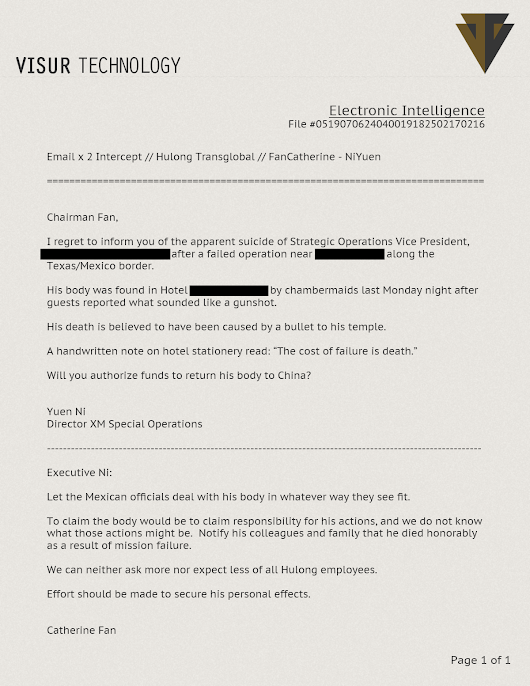 VISUR TECHNOLOGY
Electronic Intelligence
File #05190706240400191825021​70216
Email x 2 Intercept // Hulong Transglobal // FanCatherine - NiYuen
================================================================================
Chairman Fan,
I regret to inform you of the apparent suicide of Strategic Operations Vice President,
after a failed operation near along the
Texas/Mexico border.
His body was found in Hotel by chambermaids last Monday night after
guests reported what sounded like a gunshot.
His death is believed to have been caused by a bullet to his temple.
A handwritten note on hotel stationery read: “The cost of failure is death.”
Will you authorize funds to return his body to China?
Yuen Ni
Director XM Special Operations
--------------------------------------------------------------------------------
Executive Ni:
Let the Mexican officials deal with his body in whatever way they see fit.
To claim the body would be to claim responsibility for his actions, and we do not know
what those actions might be.  Notify his colleagues and family that he died honorably
as a result of mission failure.
We can neither ask more nor expect less of all Hulong employees.
Effort should be made to secure his personal effects.
Catherine Fan
Page 1 of 1